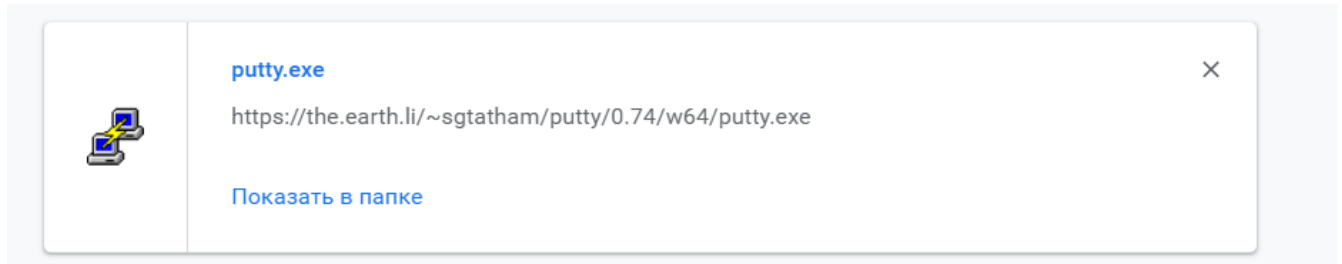 putty.exe
https://the.earth.li/~sgtatham/putty/0.74/w64/putty.exe
Показать в папке